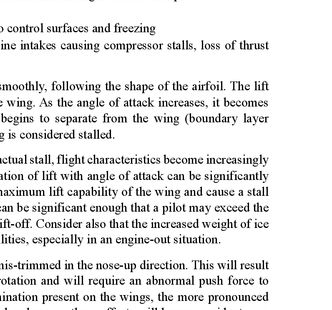 o control surfaces and freezing
ine intakes causing compressor stalls, loss of thrust
smoothly, following the shape of the airfoil. The lift
e wing. As the angle of attack increases, it becomes
begins to separate from the wing (boundary layer
g is considered stalled.
actual stall, flight characteristics become increasingly
ation of lift with angle of attack can be significantly
maximum lift capability of the wing and cause a stall
can be significant enough that a pilot may exceed the
ift-off. Consider also that the increased weight of ice
lities, especially in an engine-out situation.
mis-trimmed in the nose-up direction. This will result
rotation and will require an abnormal push force to
mination present on the wings, the more pronounced